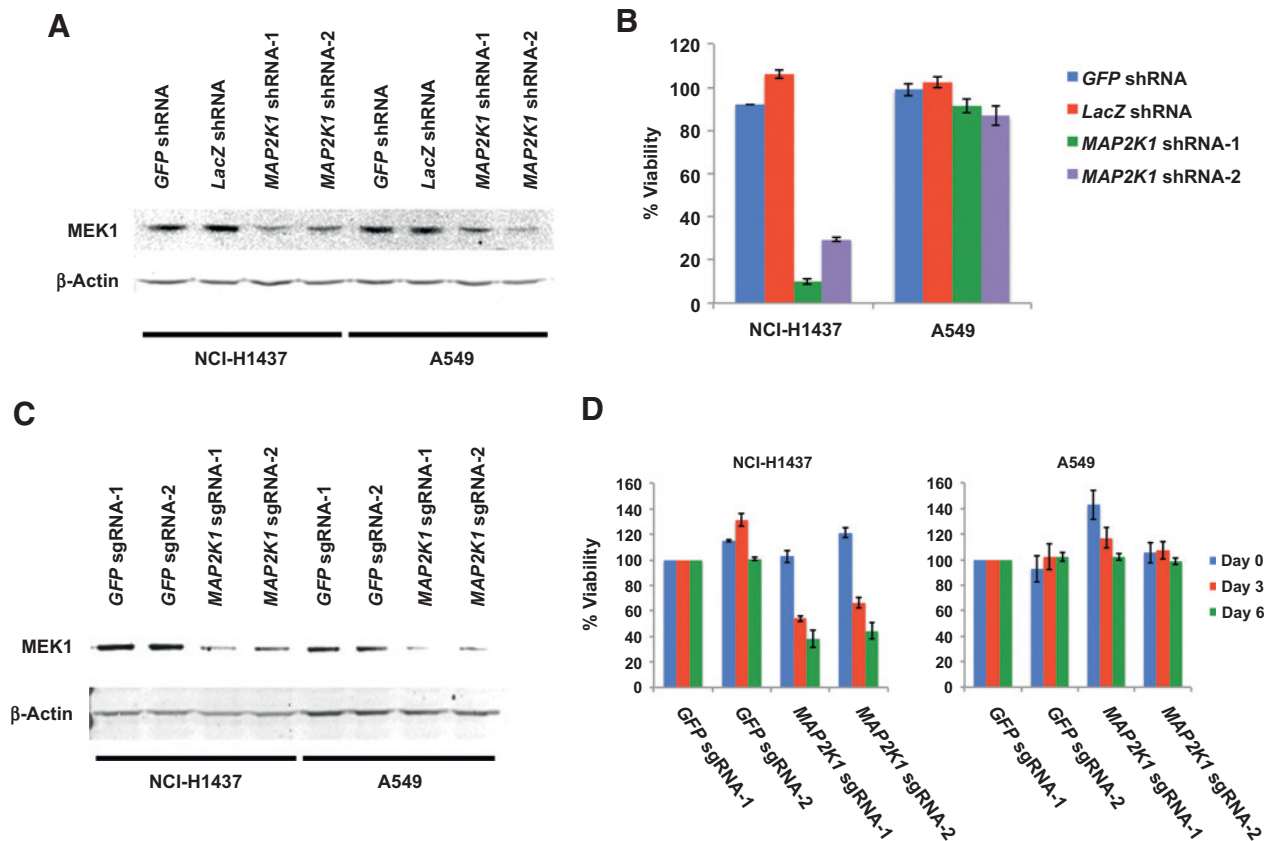 A
GFP shRNA
LacZ shRNA
MAP2K1 shRNA-1
MAP2K1 shRNA-2
GFP shRNA
LacZ shRNA
MAP2K1 shRNA-1
MAP2K1 shRNA-2
MEK1
β-Actin
NCI-H1437
A549
B
% Viability
120
100
80
60
40
20
0
NCI-H1437
A549
GFP shRNA
LacZ shRNA
MAP2K1 shRNA-1
MAP2K1 shRNA-2
C
GFP sgRNA-1
GFP sgRNA-2
MAP2K1 sgRNA-1
MAP2K1 sgRNA-2
GFP sgRNA-1
GFP sgRNA-2
MAP2K1 sgRNA-1
MAP2K1 sgRNA-2
MEK1
β-Actin
NCI-H1437
A549
D
NCI-H1437
% Viability
160
140
120
100
80
60
40
20
0
GFP sgRNA-1
GFP sgRNA-2
MAP2K1 sgRNA-1
MAP2K1 sgRNA-2
A549
160
140
120
100
80
60
40
20
0
GFP sgRNA-1
GFP sgRNA-2
MAP2K1 sgRNA-1
MAP2K1 sgRNA-2
Day 0
Day 3
Day 6